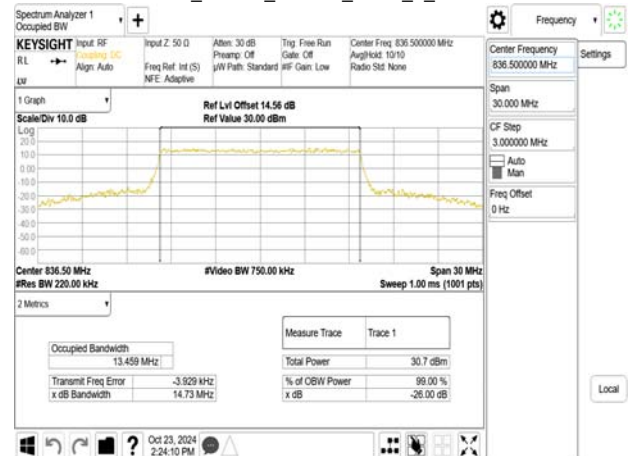 Spectrum Analyzer 1
Occupied BW
Frequency
KEYSIGHT
RL
Input: RF
Coupling: DC
Align: Auto
Input Z: 50 Ω
Freq Ref: Int (S)
NFE: Adaptive
Atten: 30 dB
Preamp: Off
µW Path: Standard
Trig: Free Run
Gate: Off
#IF Gain: Low
Center Freq: 836.500000 MHz
Avg|Hold: 10/10
Radio Std: None
Center Frequency
836.500000 MHz
Settings
Span
30.000 MHz
CF Step
3.000000 MHz
Auto
Man
Freq Offset
0 Hz
Local
1 Graph
Scale/Div 10.0 dB
Ref Lvl Offset 14.56 dB
Ref Value 30.00 dBm
Log
20.0
10.0
0.00
-10.0
-20.0
-30.0
-40.0
-50.0
-60.0
Center 836.50 MHz
#Video BW 750.00 kHz
Span 30 MHz
#Res BW 220.00 kHz
Sweep 1.00 ms (1001 pts)
2 Metrics
Measure Trace Trace 1
Occupied Bandwidth
13.459 MHz
Total Power 30.7 dBm
Transmit Freq Error -3.929 kHz
% of OBW Power 99.00 %
x dB Bandwidth 14.73 MHz
x dB -26.00 dB
?
Oct 23, 2024
2:24:10 PM